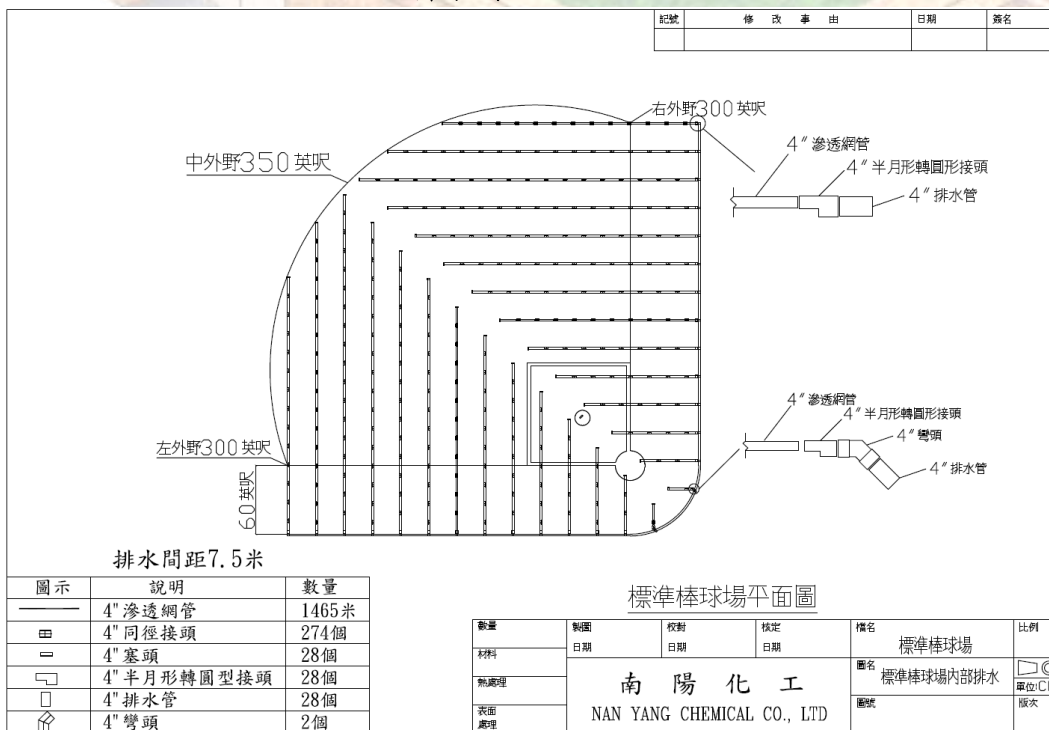 記號 修改事由 日期 簽名
右外野300英呎
中外野350英呎
4"滲透網管
4"半月形轉圓形接頭
4"排水管
左外野300英呎
60英呎
4"滲透網管
4"半月形轉圓形接頭
4"彎頭
4"排水管
排水間距7.5米
圖示 說明 數量
4"滲透網管 1465米
4"同徑接頭 274個
4"塞頭 28個
4"半月形轉圓型接頭 28個
4"排水管 28個
4"彎頭 2個
標準棒球場平面圖
數量 製圖 校對 核定 檔名 標準棒球場 比例
日期 日期 日期
材料
熱處理
表面
處理
南陽化工
NAN YANG CHEMICAL CO., LTD
圖名 標準棒球場內部排水
圖號
版次